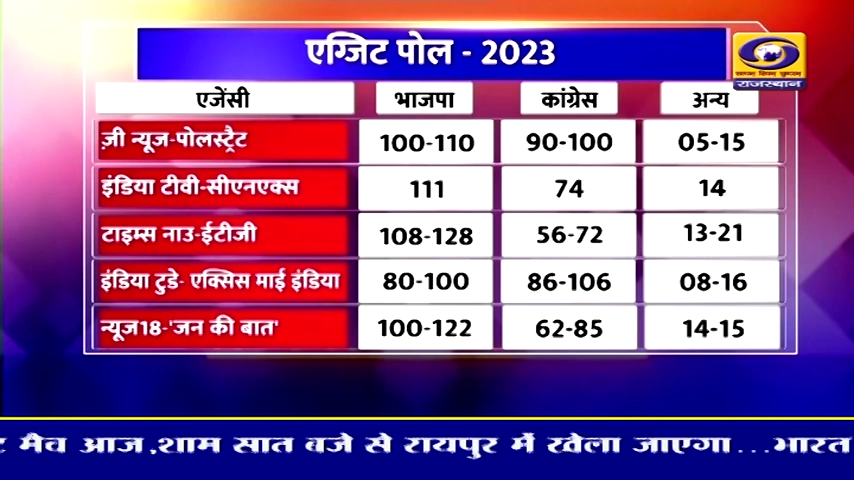 एग्जिट पोल - 2023
राजस्थान
एजेंसी भाजपा कांग्रेस अन्य
ज़ी न्यूज-पोलस्ट्रैट 100-110 90-100 05-15
इंडिया टीवी-सीएनएक्स 111 74 14
टाइम्स नाउ-ईटीजी 108-128 56-72 13-21
इंडिया टुडे- एक्सिस माई इंडिया 80-100 86-106 08-16
न्यूज18-'जन की बात' 100-122 62-85 14-15
मैच आज,शाम सात बजे से रायपुर में खेला जाएगा...भारत